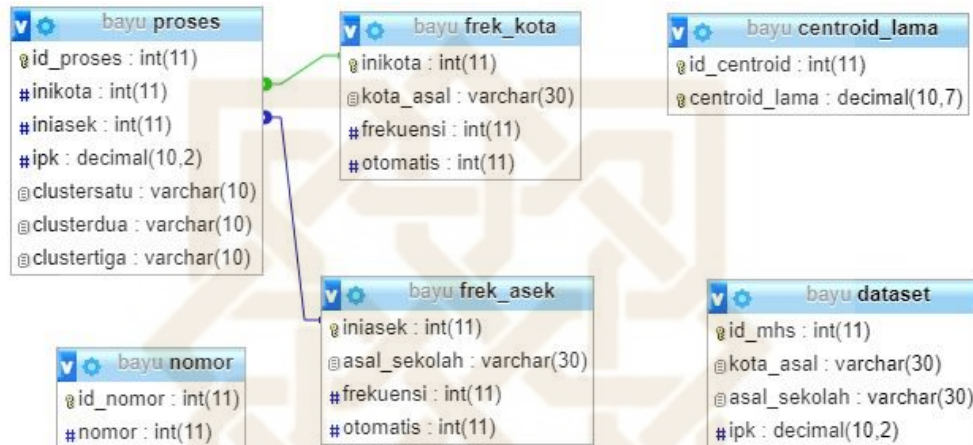 bayu proses
id_proses : int(11)
inikota : int(11)
iniasek : int(11)
ipk : decimal(10,2)
clustersatu : varchar(10)
clusterdua : varchar(10)
clustertiga : varchar(10)
bayu frek_kota
inikota : int(11)
kota_asal : varchar(30)
frekuensi : int(11)
otomatis : int(11)
bayu centroid_lama
id_centroid : int(11)
centroid_lama : decimal(10,7)
bayu nomor
id_nomor : int(11)
nomor : int(11)
bayu frek_asek
iniasek : int(11)
asal_sekolah : varchar(30)
frekuensi : int(11)
otomatis : int(11)
bayu dataset
id_mhs : int(11)
kota_asal : varchar(30)
asal_sekolah : varchar(30)
ipk : decimal(10,2)